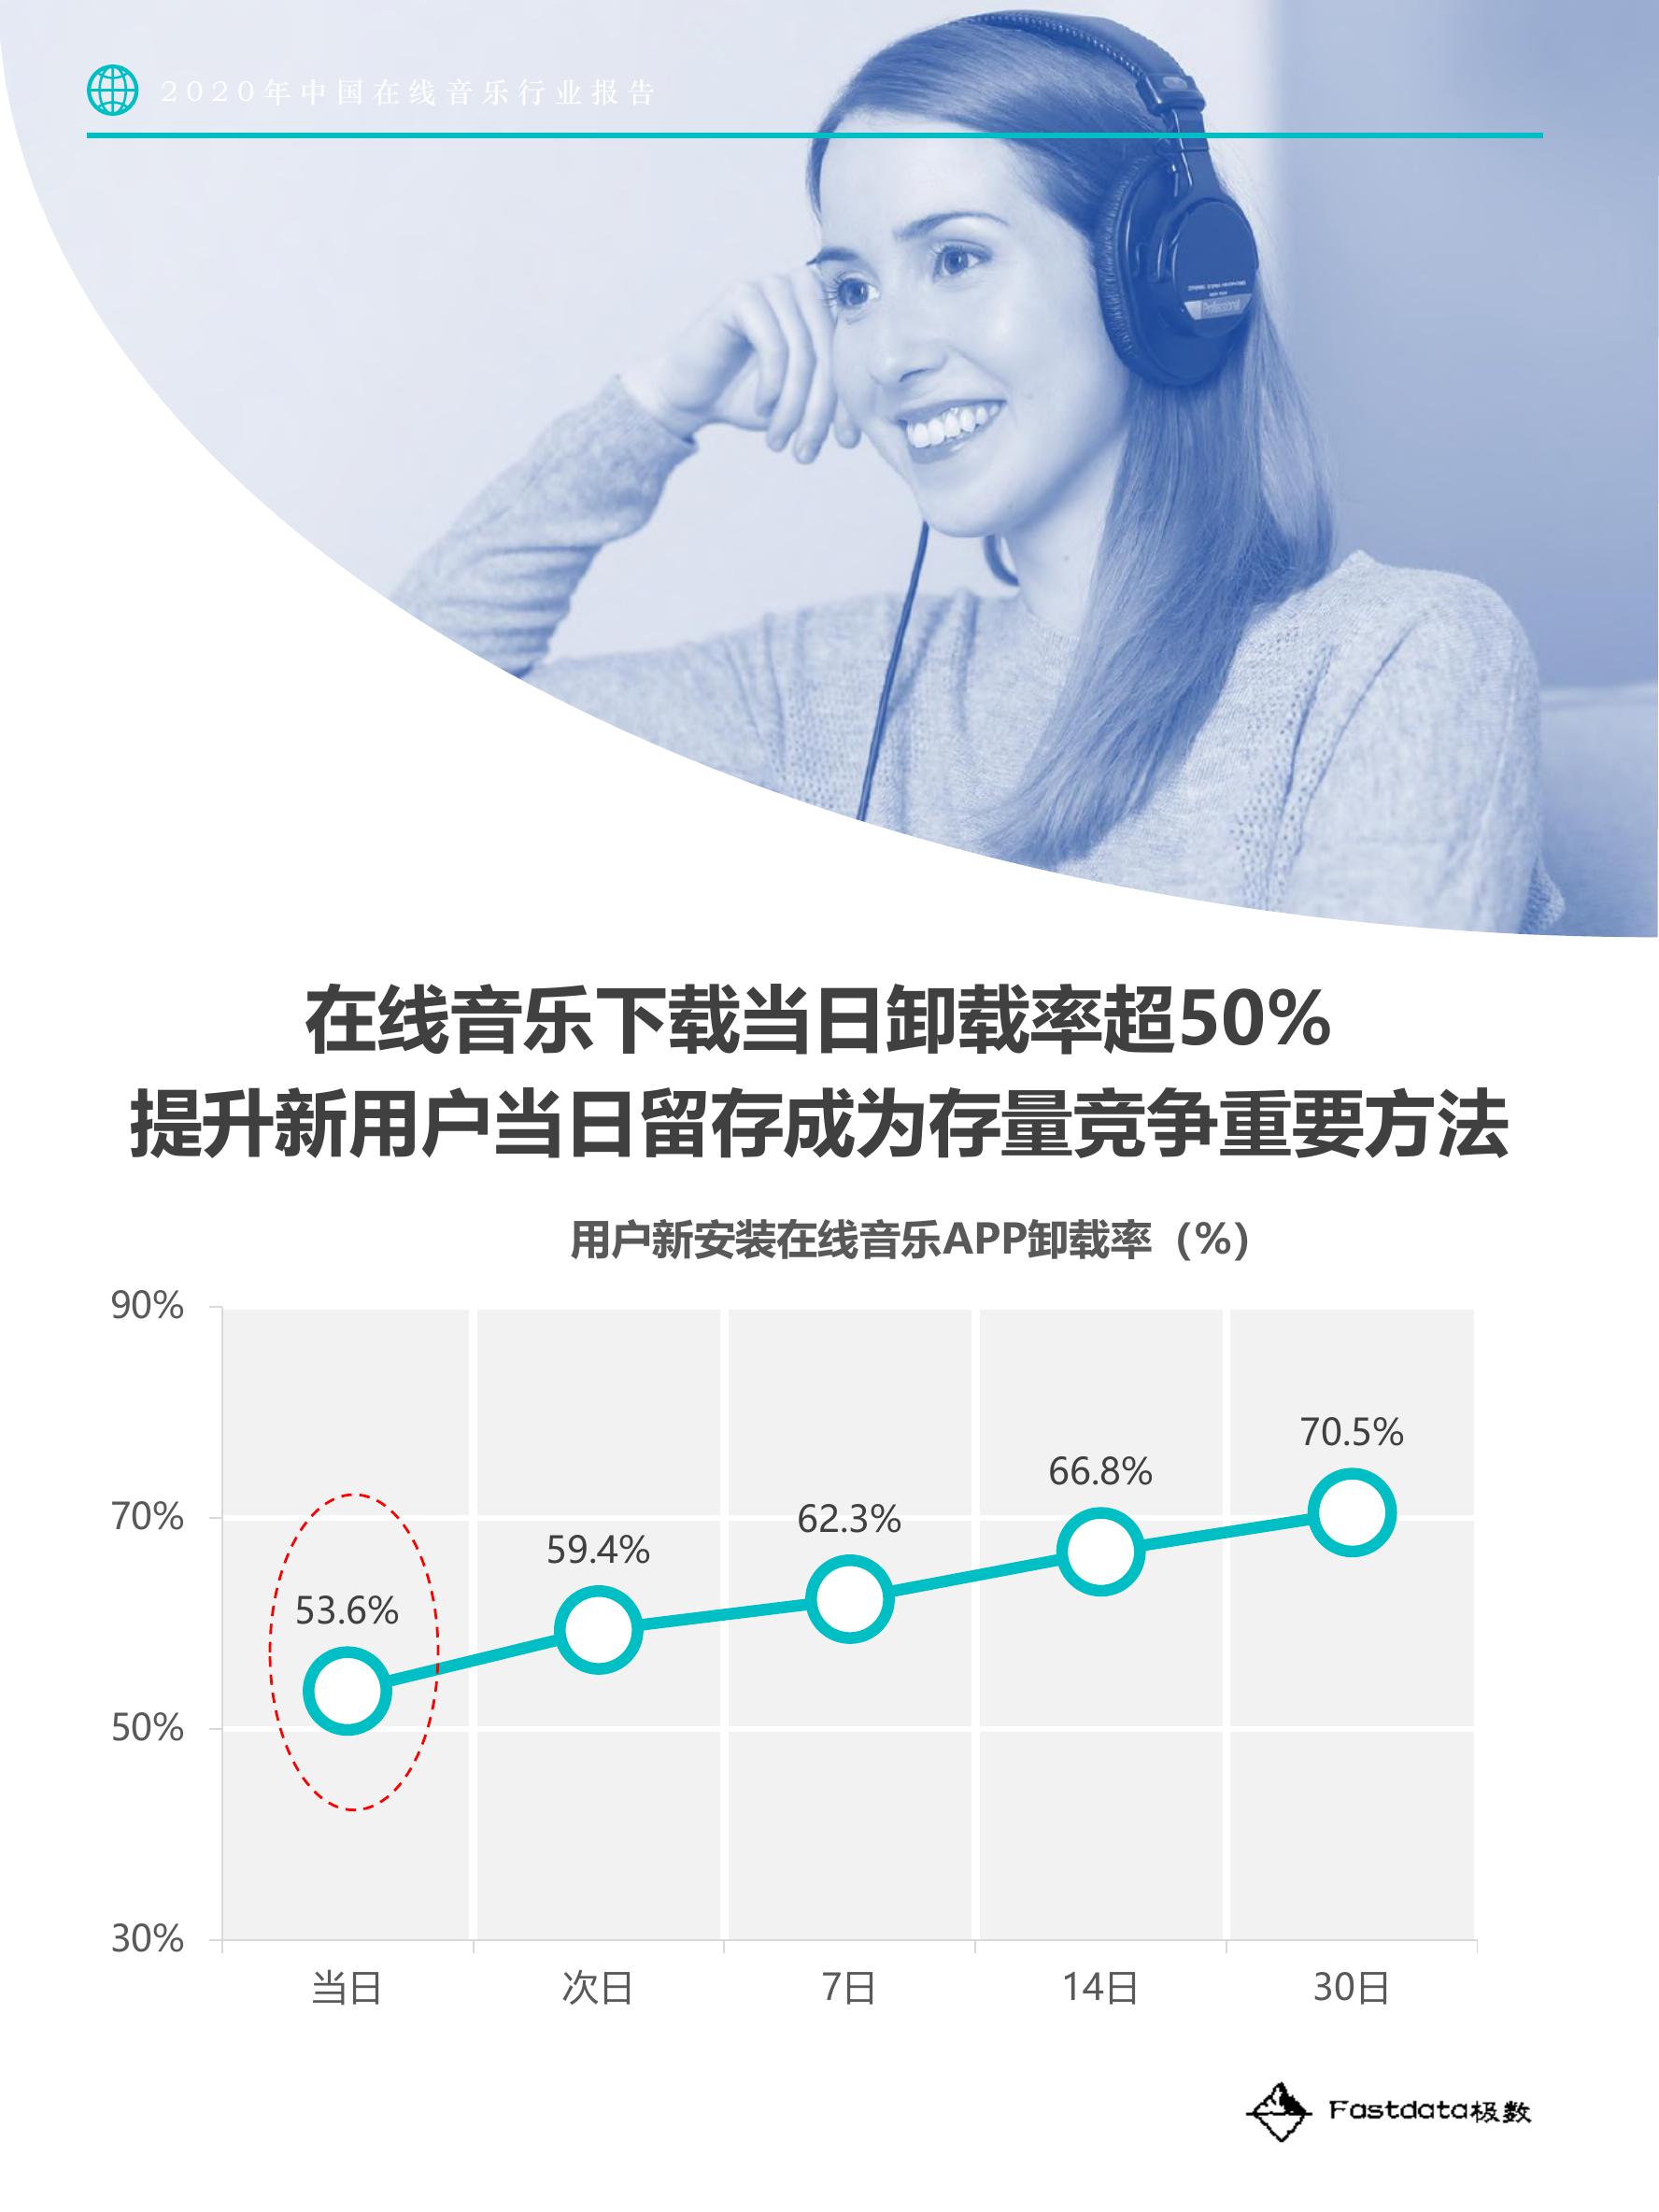 2020年中国在线音乐行业报告
Professional
在线音乐下载当日卸载率超50%
提升新用户当日留存成为存量竞争重要方法
用户新安装在线音乐APP卸载率（%）
90%
70%
50%
30%
53.6%
59.4%
62.3%
66.8%
70.5%
当日
次日
7日
14日
30日
Fastdata极数